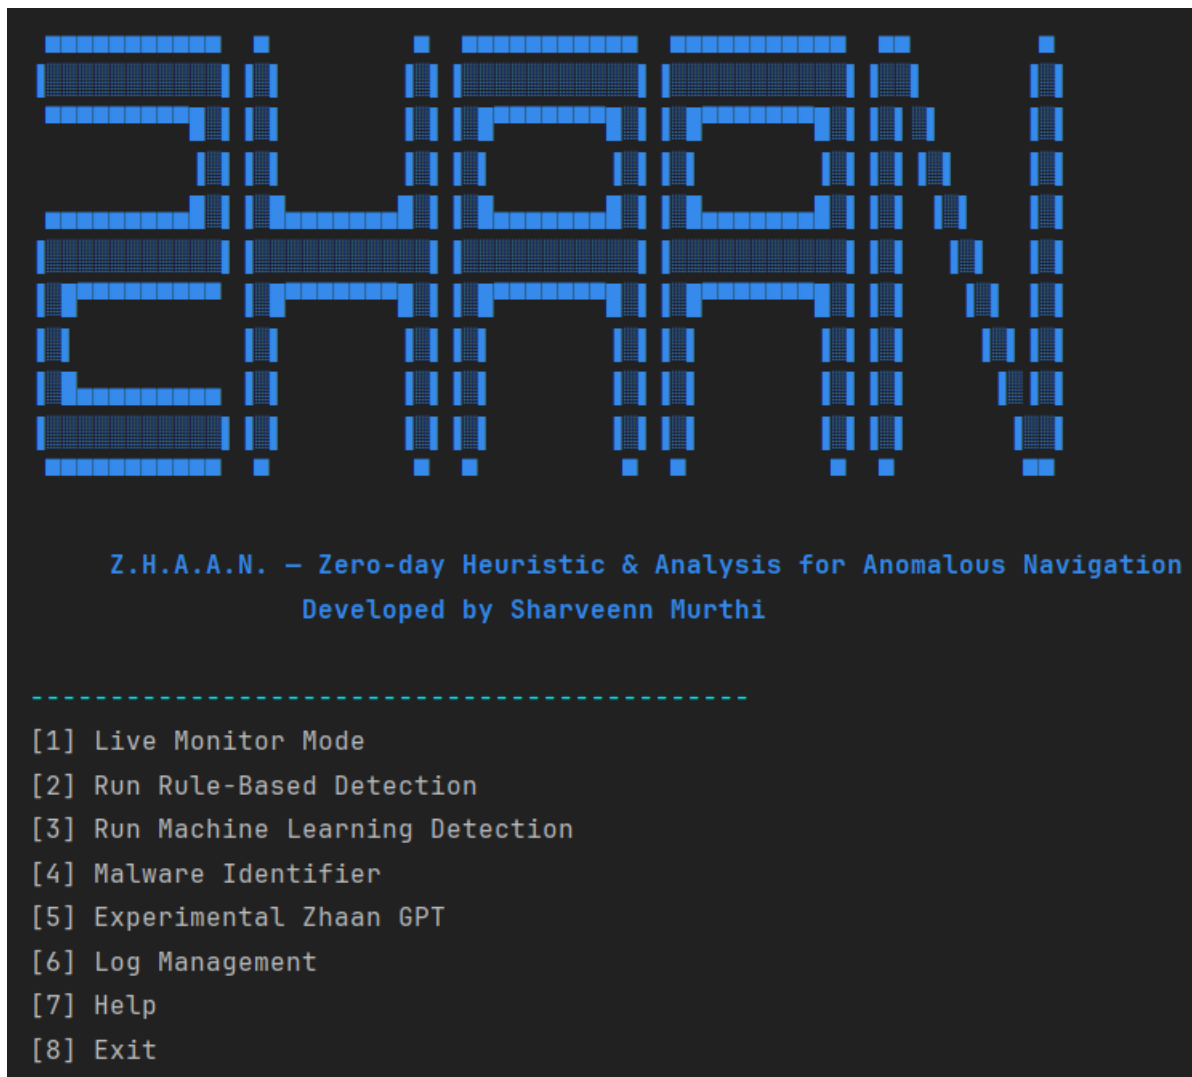 ZHAAN
Z.H.A.A.N. — Zero-day Heuristic & Analysis for Anomalous Navigation
Developed by Sharveenn Murthi
---------------------------------------------
[1] Live Monitor Mode
[2] Run Rule-Based Detection
[3] Run Machine Learning Detection
[4] Malware Identifier
[5] Experimental Zhaan GPT
[6] Log Management
[7] Help
[8] Exit